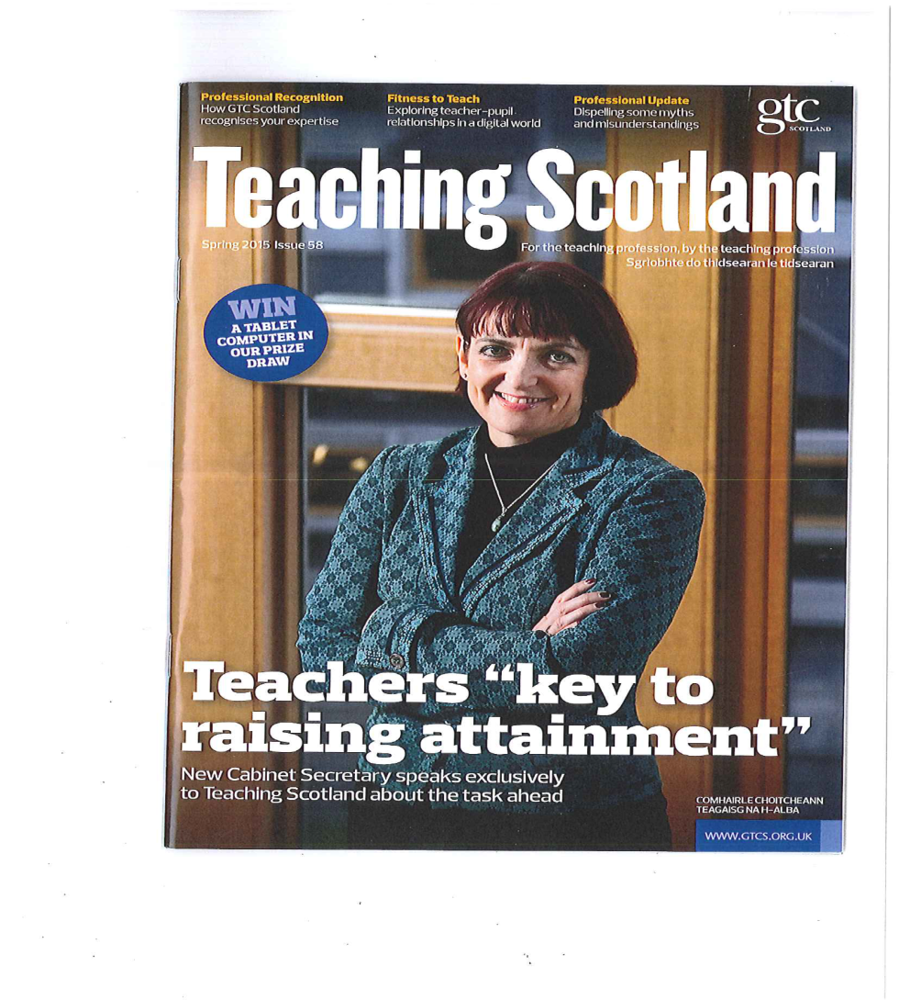 Professional Recognition
How GTC Scotland
recognises your expertise
Fitness to Teach
Exploring teacher–pupil
relationships in a digital world
Professional Update
Dispelling some myths
and misunderstandings
gtc
SCOTLAND
Teaching Scotland
Spring 2015 Issue 58
For the teaching profession, by the teaching profession
Sgrìobhte do thidsearan le tidsearan
WIN
A TABLET
COMPUTER IN
OUR PRIZE
DRAW
Teachers “key to
raising attainment”
New Cabinet Secretary speaks exclusively
to Teaching Scotland about the task ahead
COMHAIRLE CHOITCHEANN
TEAGAISG NA H-ALBA
WWW.GTCS.ORG.UK